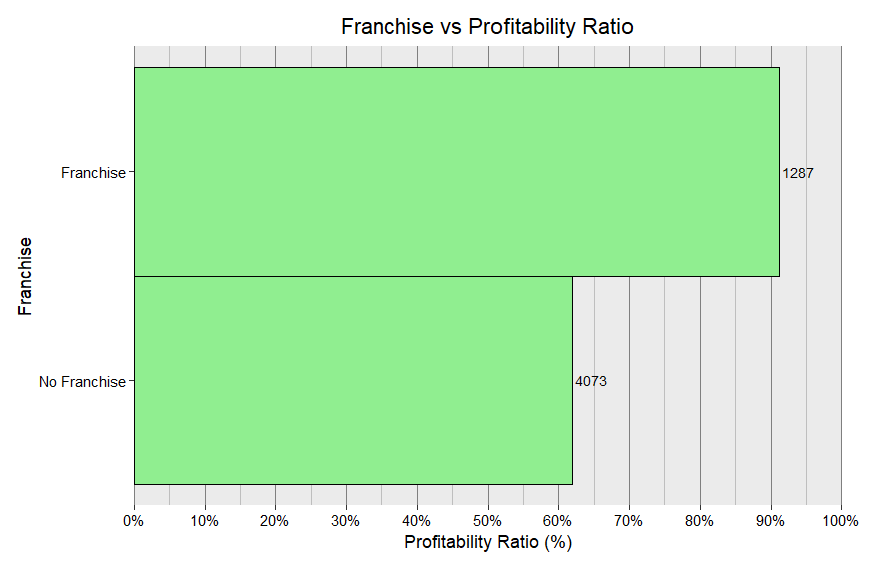 Franchise vs Profitability Ratio
Franchise
Franchise
1287
No Franchise
4073
0% 10% 20% 30% 40% 50% 60% 70% 80% 90% 100%
Profitability Ratio (%)